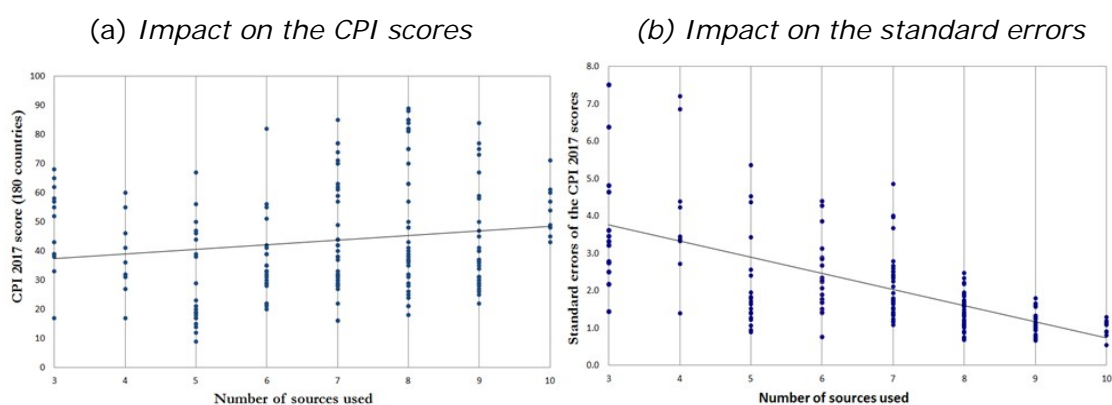 (a) Impact on the CPI scores
CPI 2017 score (180 countries)
100
90
80
70
60
50
40
30
20
10
0
3 4 5 6 7 8 9 10
Number of sources used
(b) Impact on the standard errors
Standard errors of the CPI 2017 scores
8.0
7.0
6.0
5.0
4.0
3.0
2.0
1.0
0.0
3 4 5 6 7 8 9 10
Number of sources used